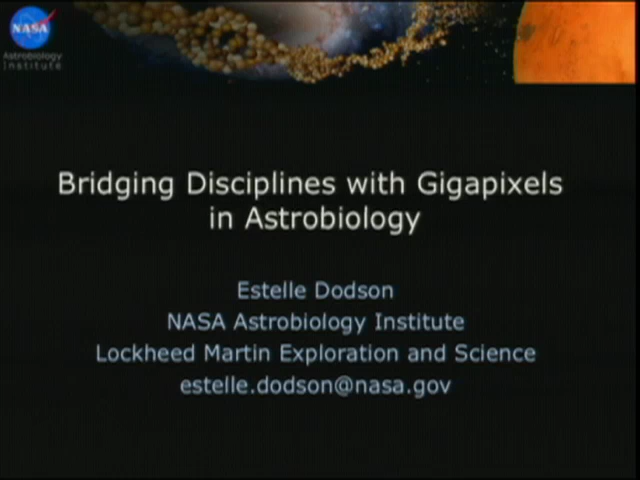 NASA
Astrobiology
Institute
Bridging Disciplines with Gigapixels
in Astrobiology
Estelle Dodson
NASA Astrobiology Institute
Lockheed Martin Exploration and Science
estelle.dodson@nasa.gov